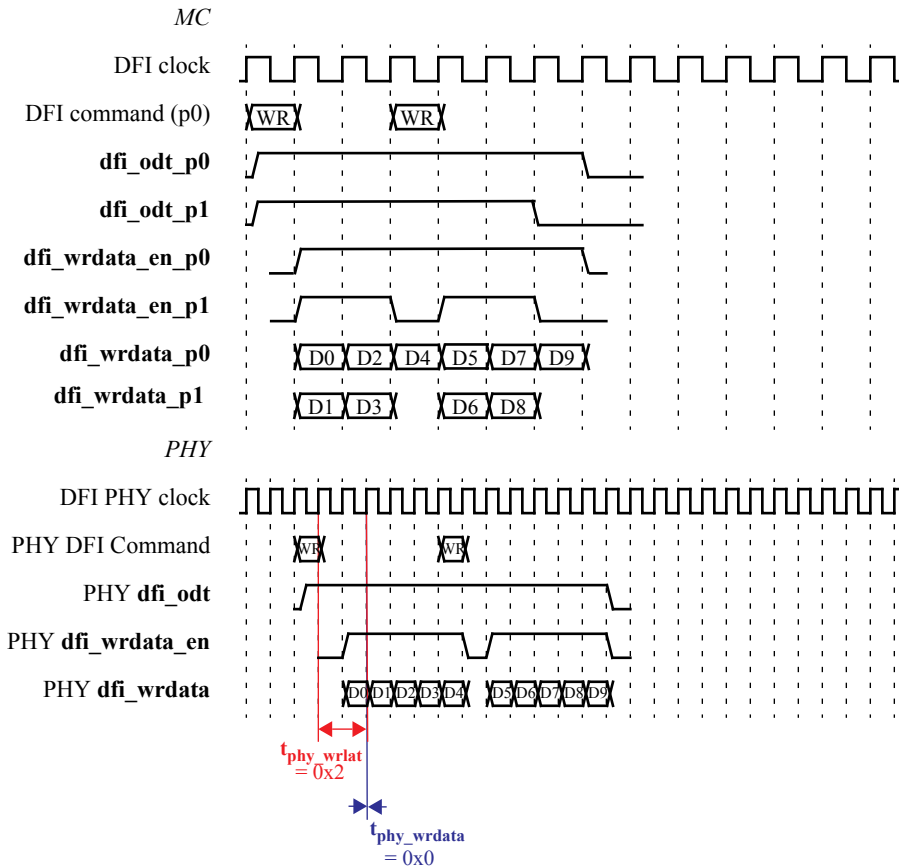 MC
DFI clock
DFI command (p0) WR WR
dfi_odt_p0
dfi_odt_p1
dfi_wrdata_en_p0
dfi_wrdata_en_p1
dfi_wrdata_p0 D0 D2 D4 D5 D7 D9
dfi_wrdata_p1 D1 D3 D6 D8
PHY
DFI PHY clock
PHY DFI Command WR WR
PHY dfi_odt
PHY dfi_wrdata_en
PHY dfi_wrdata D0 D1 D2 D3 D4 D5 D6 D7 D8 D9
tphy_wrlat
= 0x2
tphy_wrdata
= 0x0